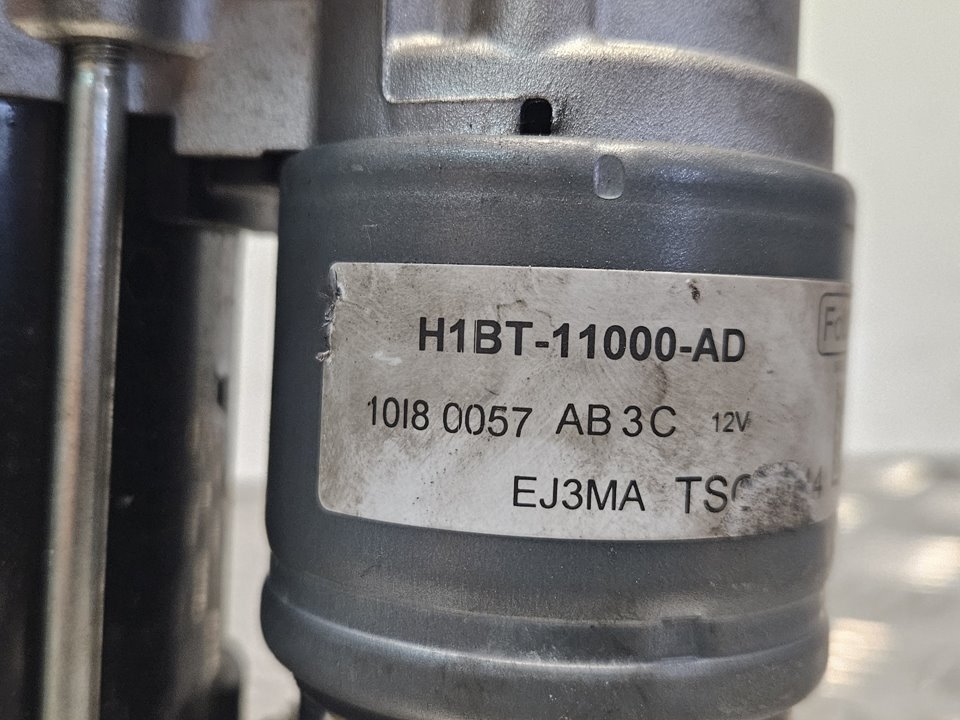 H1BT-11000-AD
10I8 0057 AB 3C 12V
EJ3MA